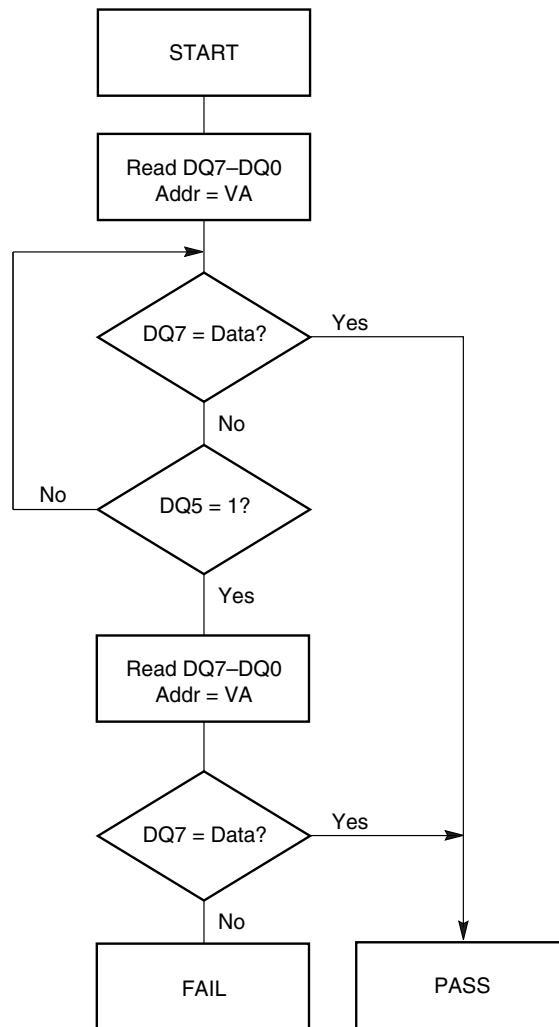 START
Read DQ7–DQ0
Addr = VA
DQ7 = Data?
Yes
No
No
DQ5 = 1?
Yes
Read DQ7–DQ0
Addr = VA
DQ7 = Data?
Yes
No
FAIL
PASS